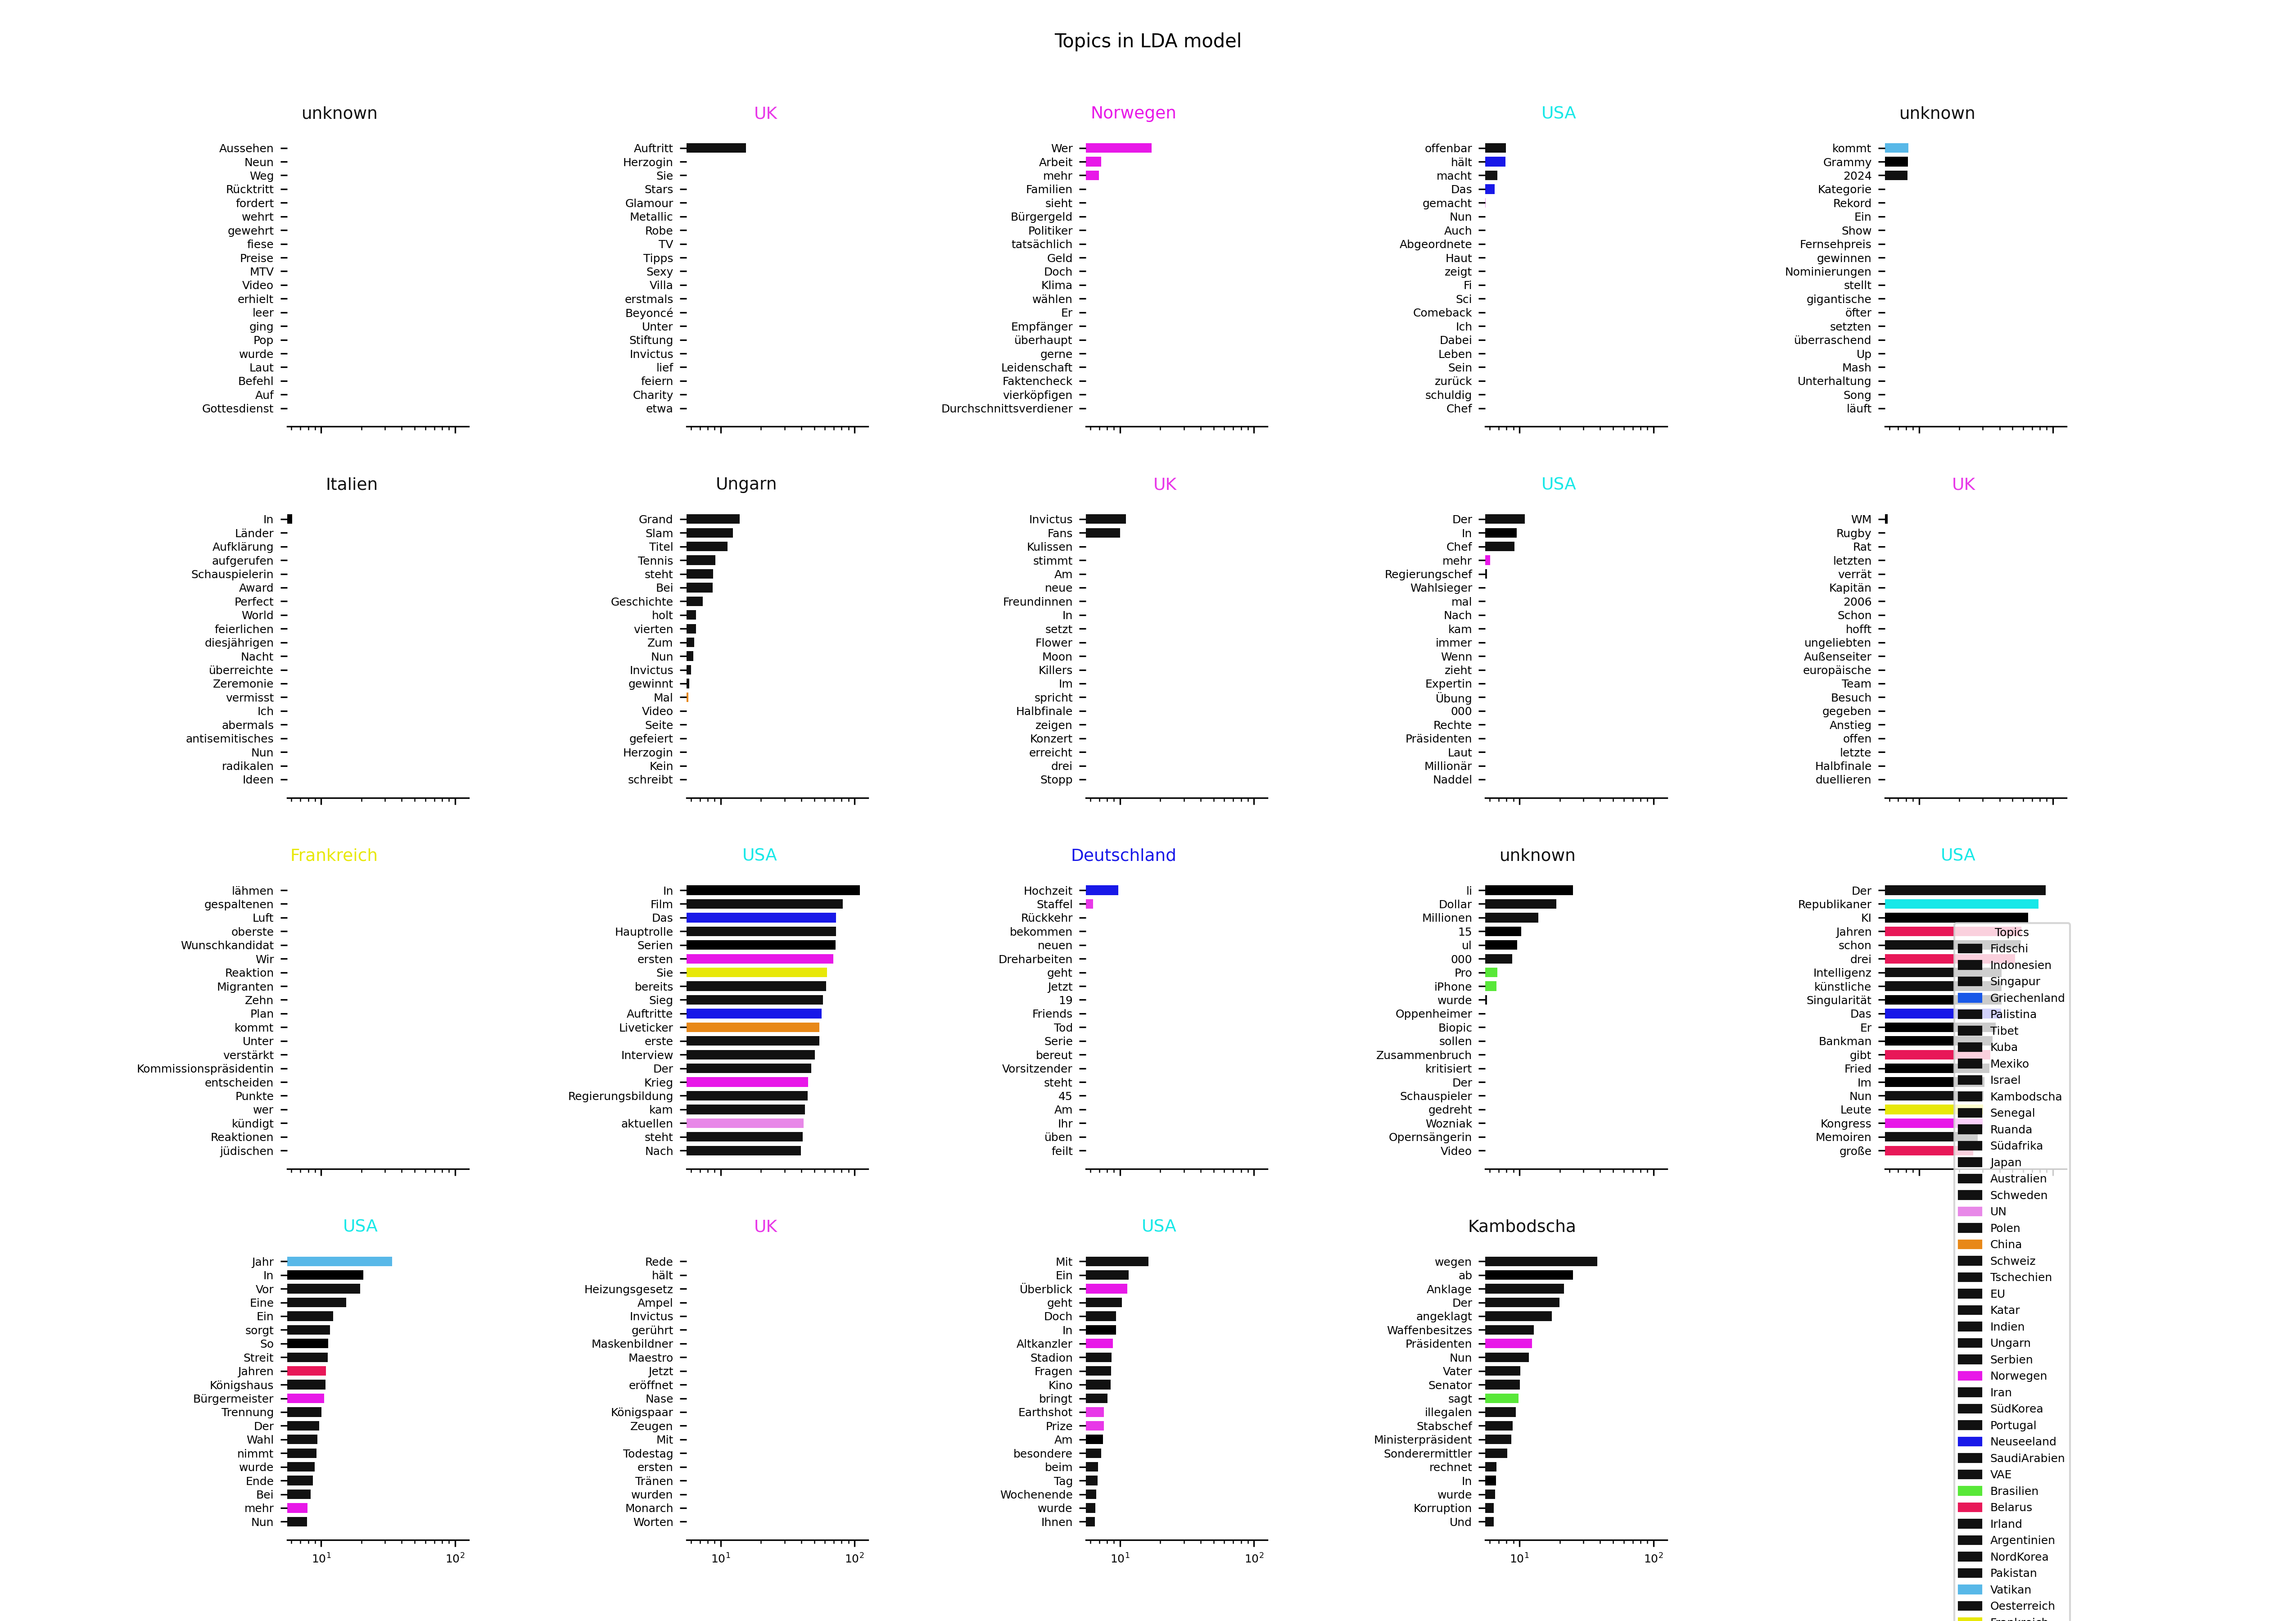 Topics in LDA model
unknown
Aussehen
Neun
Weg
Rücktritt
fordert
wehrt
gewehrt
fiese
Preise
MTV
Video
erhielt
leer
ging
Pop
wurde
Laut
Befehl
Auf
Gottesdienst
UK
Auftritt
Herzogin
Sie
Stars
Glamour
Metallic
Robe
TV
Tipps
Sexy
Villa
erstmals
Beyoncé
Unter
Stiftung
Invictus
lief
feiern
Charity
etwa
Norwegen
Wer
Arbeit
mehr
Familien
sieht
Bürgergeld
Politiker
tatsächlich
Geld
Doch
Klima
wählen
Er
Empfänger
überhaupt
gerne
Leidenschaft
Faktencheck
vierköpfigen
Durchschnittsverdiener
USA
offenbar
hält
macht
Das
gemacht
Nun
Auch
Abgeordnete
Haut
zeigt
Fi
Sci
Comeback
Ich
Dabei
Leben
Sein
zurück
schuldig
Chef
unknown
kommt
Grammy
2024
Kategorie
Rekord
Ein
Show
Fernsehpreis
gewinnen
Nominierungen
stellt
gigantische
öfter
setzten
überraschend
Up
Mash
Unterhaltung
Song
läuft
Italien
In
Länder
Aufklärung
aufgerufen
Schauspielerin
Award
Perfect
World
feierlichen
diesjährigen
Nacht
überreichte
Zeremonie
vermisst
Ich
abermals
antisemitisches
Nun
radikalen
Ideen
Ungarn
Grand
Slam
Titel
Tennis
steht
Bei
Geschichte
holt
vierten
Zum
Nun
Invictus
gewinnt
Mal
Video
Seite
gefeiert
Herzogin
Kein
schreibt
UK
Invictus
Fans
Kulissen
stimmt
Am
neue
Freundinnen
In
setzt
Flower
Moon
Killers
Im
spricht
Halbfinale
zeigen
Konzert
erreicht
drei
Stopp
USA
Der
In
Chef
mehr
Regierungschef
Wahlsieger
mal
Nach
kam
immer
Wenn
zieht
Expertin
Übung
000
Rechte
Präsidenten
Laut
Millionär
Naddel
UK
WM
Rugby
Rat
letzten
verrät
Kapitän
2006
Schon
hofft
ungeliebten
Außenseiter
europäische
Team
Besuch
gegeben
Anstieg
offen
letzte
Halbfinale
duellieren
Frankreich
lähmen
gespaltenen
Luft
oberste
Wunschkandidat
Wir
Reaktion
Migranten
Zehn
Plan
kommt
Unter
verstärkt
Kommissionspräsidentin
entscheiden
Punkte
wer
kündigt
Reaktionen
jüdischen
USA
In
Film
Das
Hauptrolle
Serien
ersten
Sie
bereits
Sieg
Auftritte
Liveticker
erste
Interview
Der
Krieg
Regierungsbildung
kam
aktuellen
steht
Nach
Deutschland
Hochzeit
Staffel
Rückkehr
bekommen
neuen
Dreharbeiten
geht
Jetzt
19
Friends
Tod
Serie
bereut
Vorsitzender
steht
45
Am
Ihr
üben
feilt
unknown
li
Dollar
Millionen
15
ul
000
Pro
iPhone
wurde
Oppenheimer
Biopic
sollen
Zusammenbruch
kritisiert
Der
Schauspieler
gedreht
Wozniak
Opernsängerin
Video
USA
Der
Republikaner
KI
Jahren
schon
drei
Intelligenz
künstliche
Singularität
Das
Er
Bankman
gibt
Fried
Im
Nun
Leute
Kongress
Memoiren
große
USA
Jahr
In
Vor
Eine
Ein
sorgt
So
Streit
Jahren
Königshaus
Bürgermeister
Trennung
Der
Wahl
nimmt
wurde
Ende
Bei
mehr
Nun
10¹
10²
UK
Rede
hält
Heizungsgesetz
Ampel
Invictus
gerührt
Maskenbildner
Maestro
Jetzt
eröffnet
Nase
Königspaar
Zeugen
Mit
Todestag
ersten
Tränen
wurden
Monarch
Worten
10¹
10²
USA
Mit
Ein
Überblick
geht
Doch
In
Altkanzler
Stadion
Fragen
Kino
bringt
Earthshot
Prize
Am
besondere
beim
Tag
Wochenende
wurde
Ihnen
10¹
10²
Kambodscha
wegen
ab
Anklage
Der
angeklagt
Waffenbesitzes
Präsidenten
Nun
Vater
Senator
sagt
illegalen
Stabschef
Ministerpräsident
Sonderermittler
rechnet
In
wurde
Korruption
Und
10¹
10²
Topics
Fidschi
Indonesien
Singapur
Griechenland
Palistina
Tibet
Kuba
Mexiko
Israel
Kambodscha
Senegal
Ruanda
Südafrika
Japan
Australien
Schweden
UN
Polen
China
Schweiz
Tschechien
EU
Katar
Indien
Ungarn
Serbien
Norwegen
Iran
SüdKorea
Portugal
Neuseeland
SaudiArabien
VAE
Brasilien
Belarus
Irland
Argentinien
NordKorea
Pakistan
Vatikan
Oesterreich